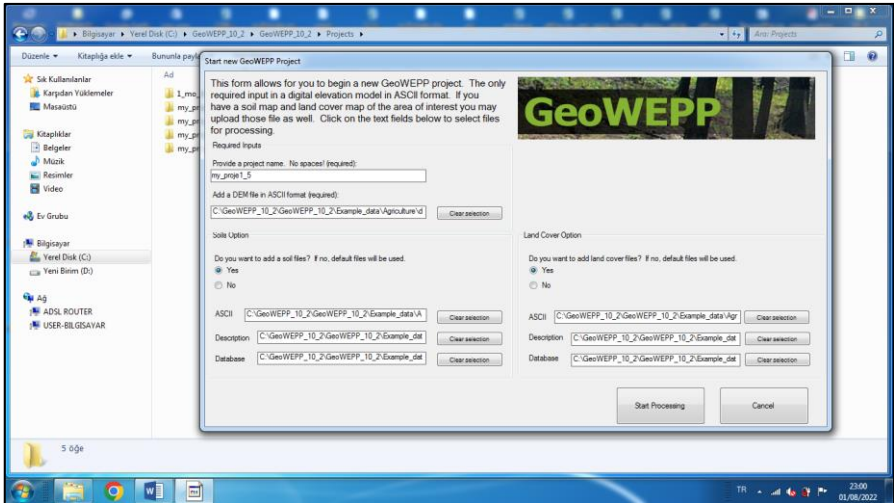 Bilgisayar ▸ Yerel Disk (C:) ▸ GeoWEPP_10_2 ▸ GeoWEPP_10_2 ▸ Projects ▸
Ara: Projects
Düzenle
Kitaplığa ekle
Bununla payla
Sık Kullanılanlar
Karşıdan Yüklemeler
Masaüstü
Kitaplıklar
Belgeler
Müzik
Resimler
Video
Ev Grubu
Bilgisayar
Yerel Disk (C:)
Yeni Birim (D:)
Ağ
ADSL ROUTER
USER-BILGISAYAR
Ad
1_mo_
my_pr
my_pr
my_pr
my_pr
Start new GeoWEPP Project
This form allows for you to begin a new GeoWEPP project. The only
required input in a digital elevation model in ASCII format. If you
have a soil map and land cover map of the area of interest you may
upload those file as well. Click on the text fields below to select files
for processing.
GeoWEPP
Required Inputs
Provide a project name. No spaces! (required):
my_proje1_5
Add a DEM file in ASCII format (required):
C:\GeoWEPP_10_2\GeoWEPP_10_2\Example_data\Agriculture\d
Clear selection
Soils Option
Do you want to add a soil files? If no, default files will be used.
Yes
No
ASCII C:\GeoWEPP_10_2\GeoWEPP_10_2\Example_data\A Clear selection
Description C:\GeoWEPP_10_2\GeoWEPP_10_2\Example_dat Clear selection
Database C:\GeoWEPP_10_2\GeoWEPP_10_2\Example_dat Clear selection
Land Cover Option
Do you want to add land cover files? If no, default files will be used.
Yes
No
ASCII C:\GeoWEPP_10_2\GeoWEPP_10_2\Example_data\Agr Clear selection
Description C:\GeoWEPP_10_2\GeoWEPP_10_2\Example_dat Clear selection
Database C:\GeoWEPP_10_2\GeoWEPP_10_2\Example_dat Clear selection
Start Processing
Cancel
5 öğe
TR
23:00
01/08/2022